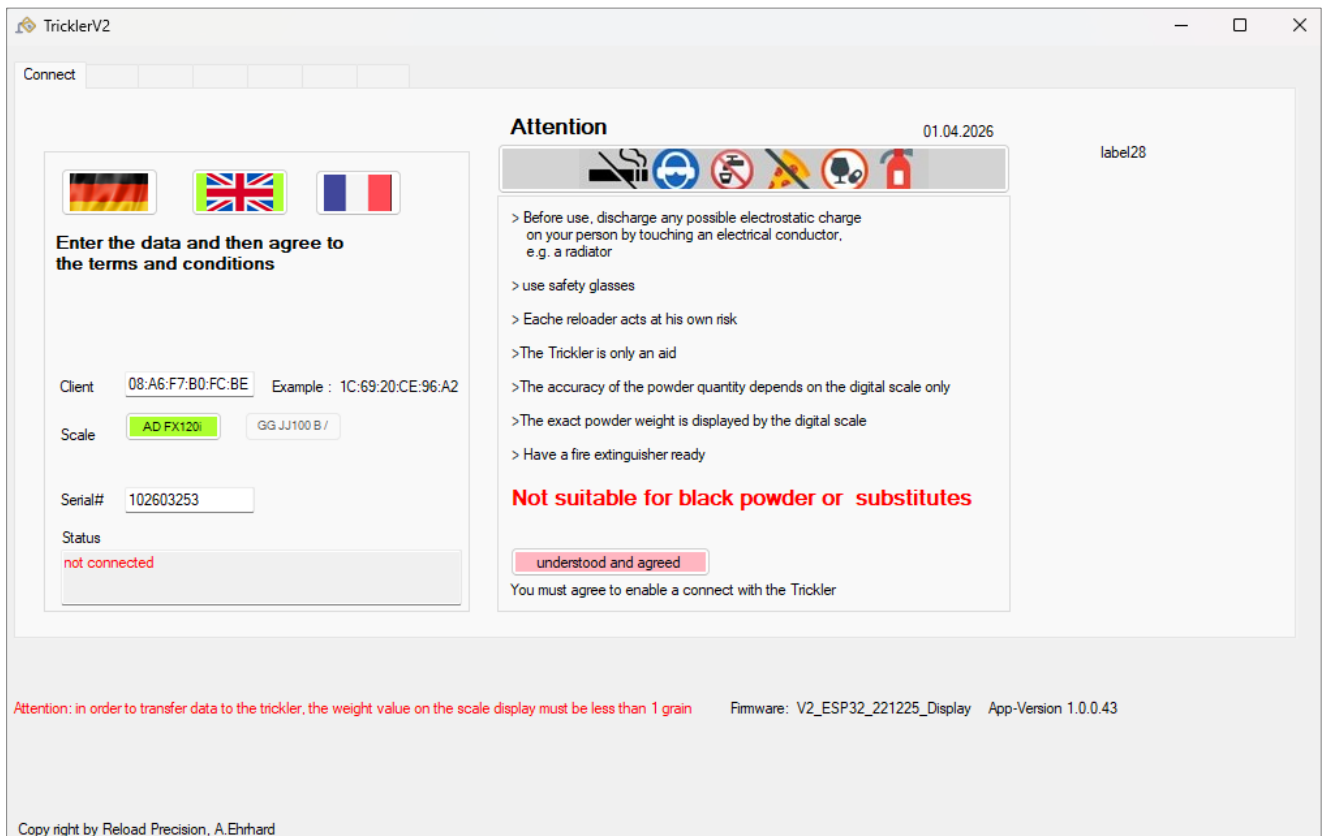 TricklerV2
Connect
Attention
01.04.2026
label28
Enter the data and then agree to
the terms and conditions
Client
08:A6:F7:B0:FC:BE
Example : 1C:69:20:CE:96:A2
Scale
AD FX120i
GG JJ100 B /
Serial#
102603253
Status
not connected
> Before use, discharge any possible electrostatic charge
on your person by touching an electrical conductor,
e.g. a radiator
> use safety glasses
> Eache reloader acts at his own risk
>The Trickler is only an aid
>The accuracy of the powder quantity depends on the digital scale only
>The exact powder weight is displayed by the digital scale
> Have a fire extinguisher ready
Not suitable for black powder or substitutes
understood and agreed
You must agree to enable a connect with the Trickler
Attention: in order to transfer data to the trickler, the weight value on the scale display must be less than 1 grain
Firmware: V2_ESP32_221225_Display
App-Version 1.0.0.43
Copy right by Reload Precision, A.Ehrhard